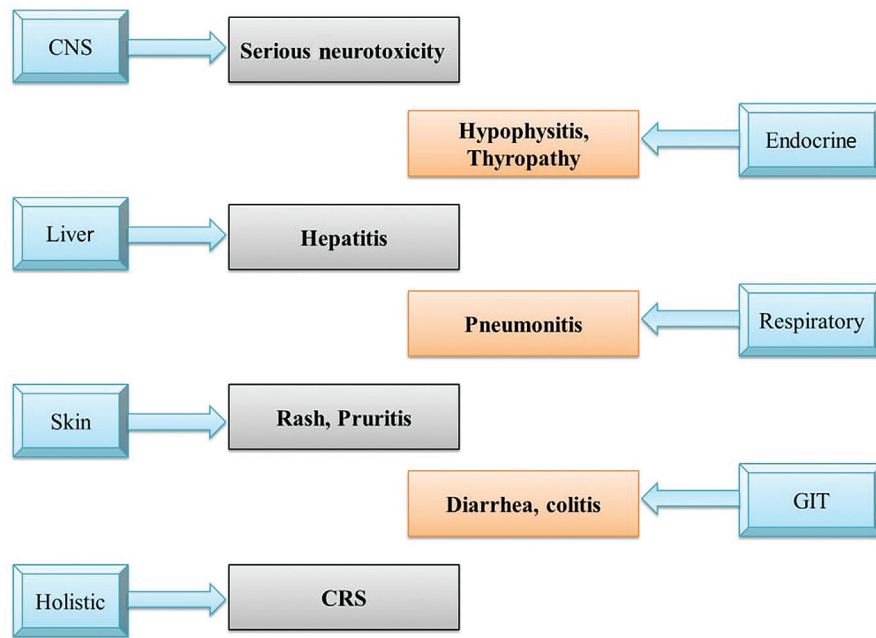 CNS
Serious neurotoxicity
Hypophysitis,
Thyropathy
Endocrine
Liver
Hepatitis
Pneumonitis
Respiratory
Skin
Rash, Pruritis
Diarrhea, colitis
GIT
Holistic
CRS